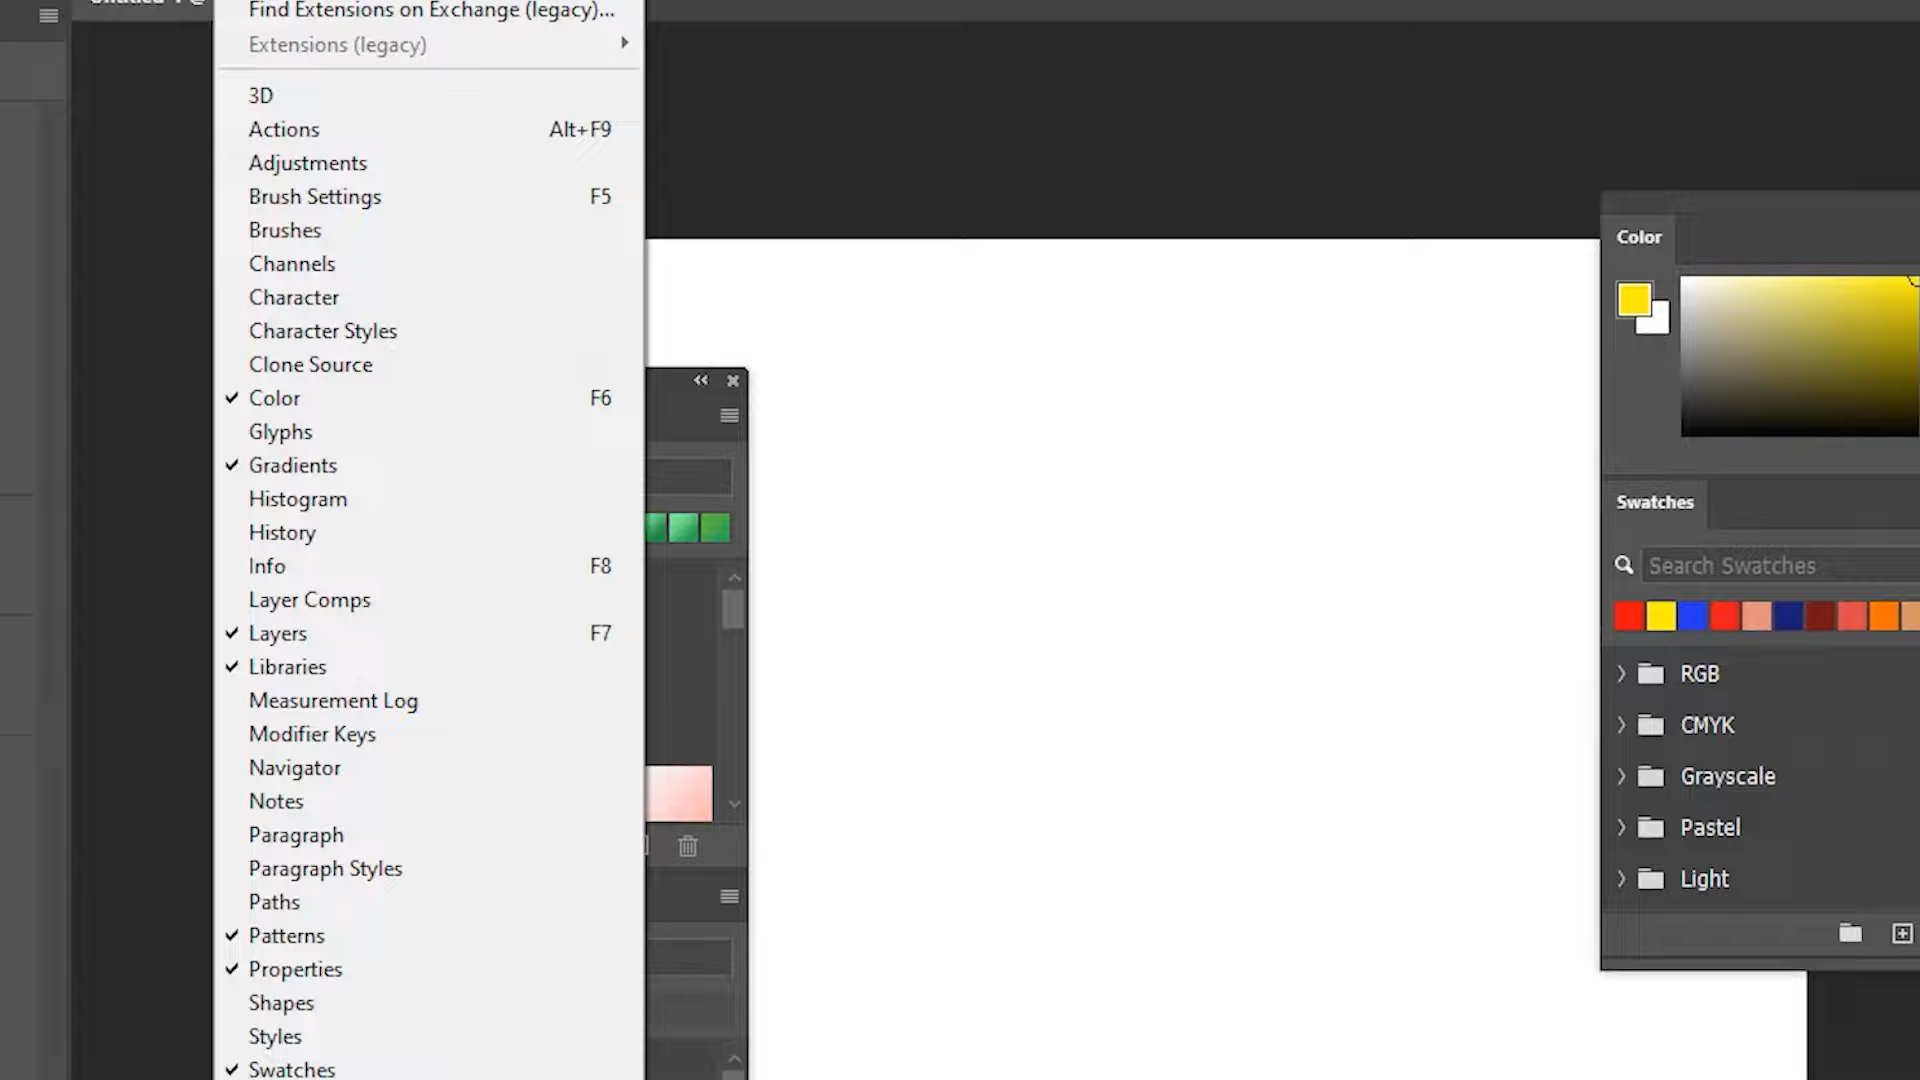 Find Extensions on Exchange (legacy)...
Extensions (legacy)
3D
Actions Alt+F9
Adjustments
Brush Settings F5
Brushes
Channels
Character
Character Styles
Clone Source
Color F6
Glyphs
Gradients
Histogram
History
Info F8
Layer Comps
Layers F7
Libraries
Measurement Log
Modifier Keys
Navigator
Notes
Paragraph
Paragraph Styles
Paths
Patterns
Properties
Shapes
Styles
Swatches
Color
Swatches
Search Swatches
RGB
CMYK
Grayscale
Pastel
Light